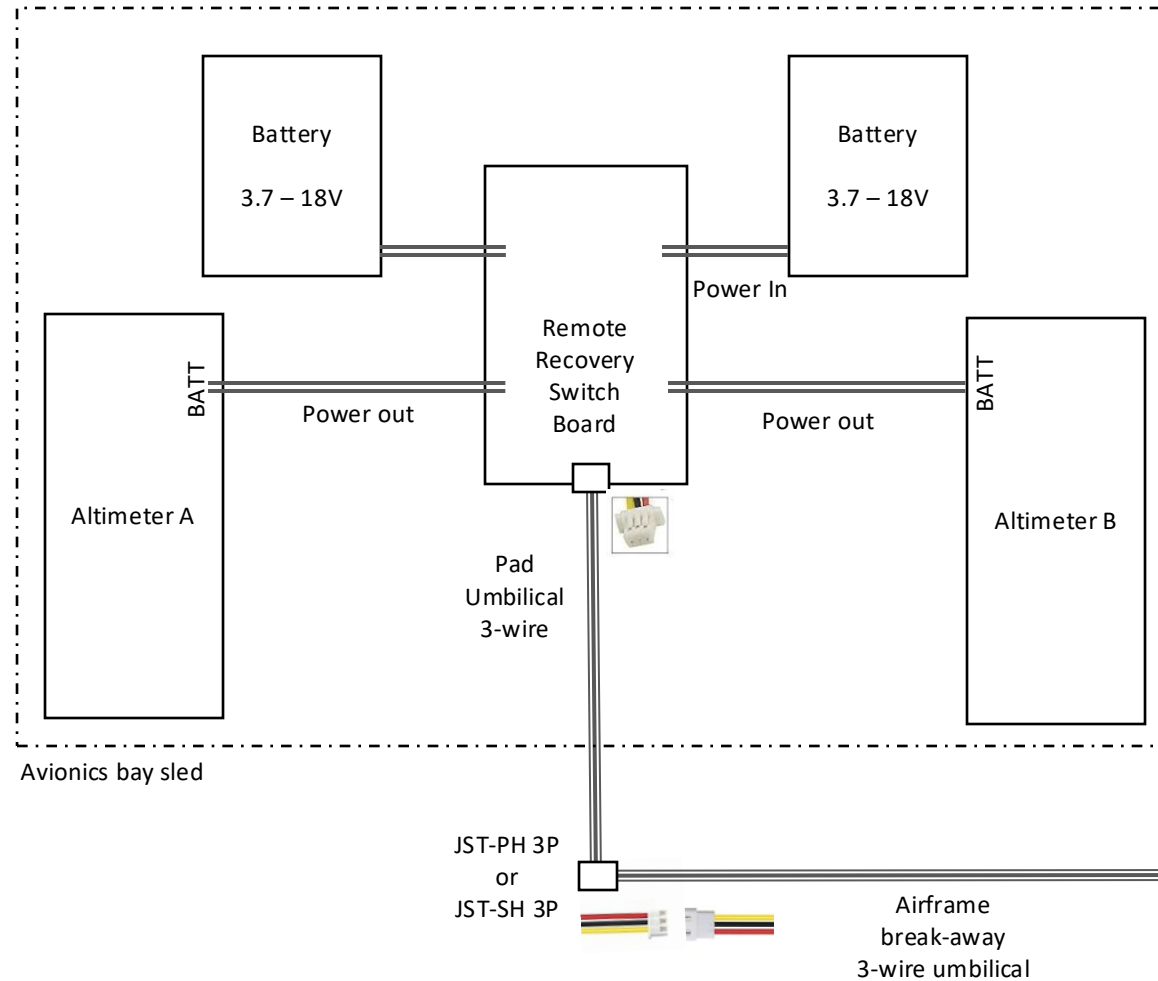 Battery
3.7 – 18V
Battery
3.7 – 18V
Power In
Remote
Recovery
Switch
Board
BATT
Power out
Power out
BATT
Altimeter A
Altimeter B
Pad
Umbilical
3-wire
Avionics bay sled
JST-PH 3P
or
JST-SH 3P
Airframe
break-away
3-wire umbilical